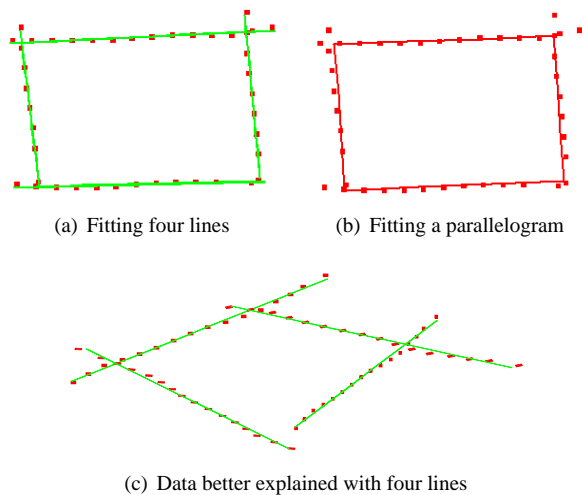 (a) Fitting four lines
(b) Fitting a parallelogram
(c) Data better explained with four lines